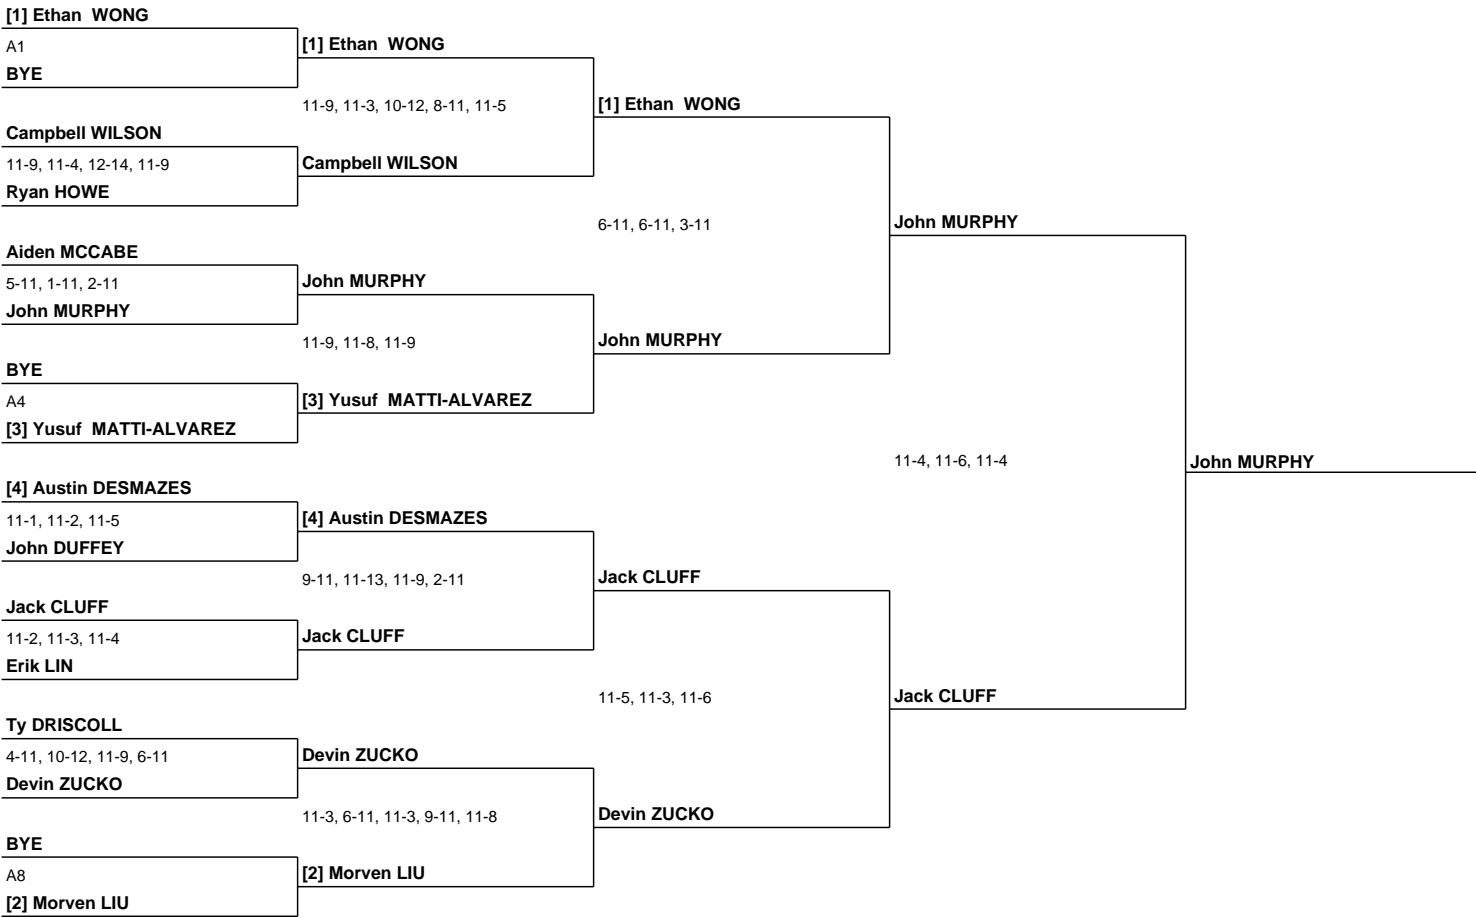 [1] Ethan WONG
A1
BYE
Campbell WILSON
11-9, 11-4, 12-14, 11-9
Ryan HOWE
Aiden MCCABE
5-11, 1-11, 2-11
John MURPHY
BYE
A4
[3] Yusuf MATTI-ALVAREZ
[4] Austin DESMAZES
11-1, 11-2, 11-5
John DUFFEY
Jack CLUFF
11-2, 11-3, 11-4
Erik LIN
Ty DRISCOLL
4-11, 10-12, 11-9, 6-11
Devin ZUCKO
BYE
A8
[2] Morven LIU
[1] Ethan WONG
11-9, 11-3, 10-12, 8-11, 11-5
Campbell WILSON
John MURPHY
11-9, 11-8, 11-9
[3] Yusuf MATTI-ALVAREZ
[4] Austin DESMAZES
9-11, 11-13, 11-9, 2-11
Jack CLUFF
Devin ZUCKO
11-3, 6-11, 11-3, 9-11, 11-8
[2] Morven LIU
[1] Ethan WONG
6-11, 6-11, 3-11
John MURPHY
Jack CLUFF
11-5, 11-3, 11-6
Devin ZUCKO
John MURPHY
11-4, 11-6, 11-4
Jack CLUFF
John MURPHY